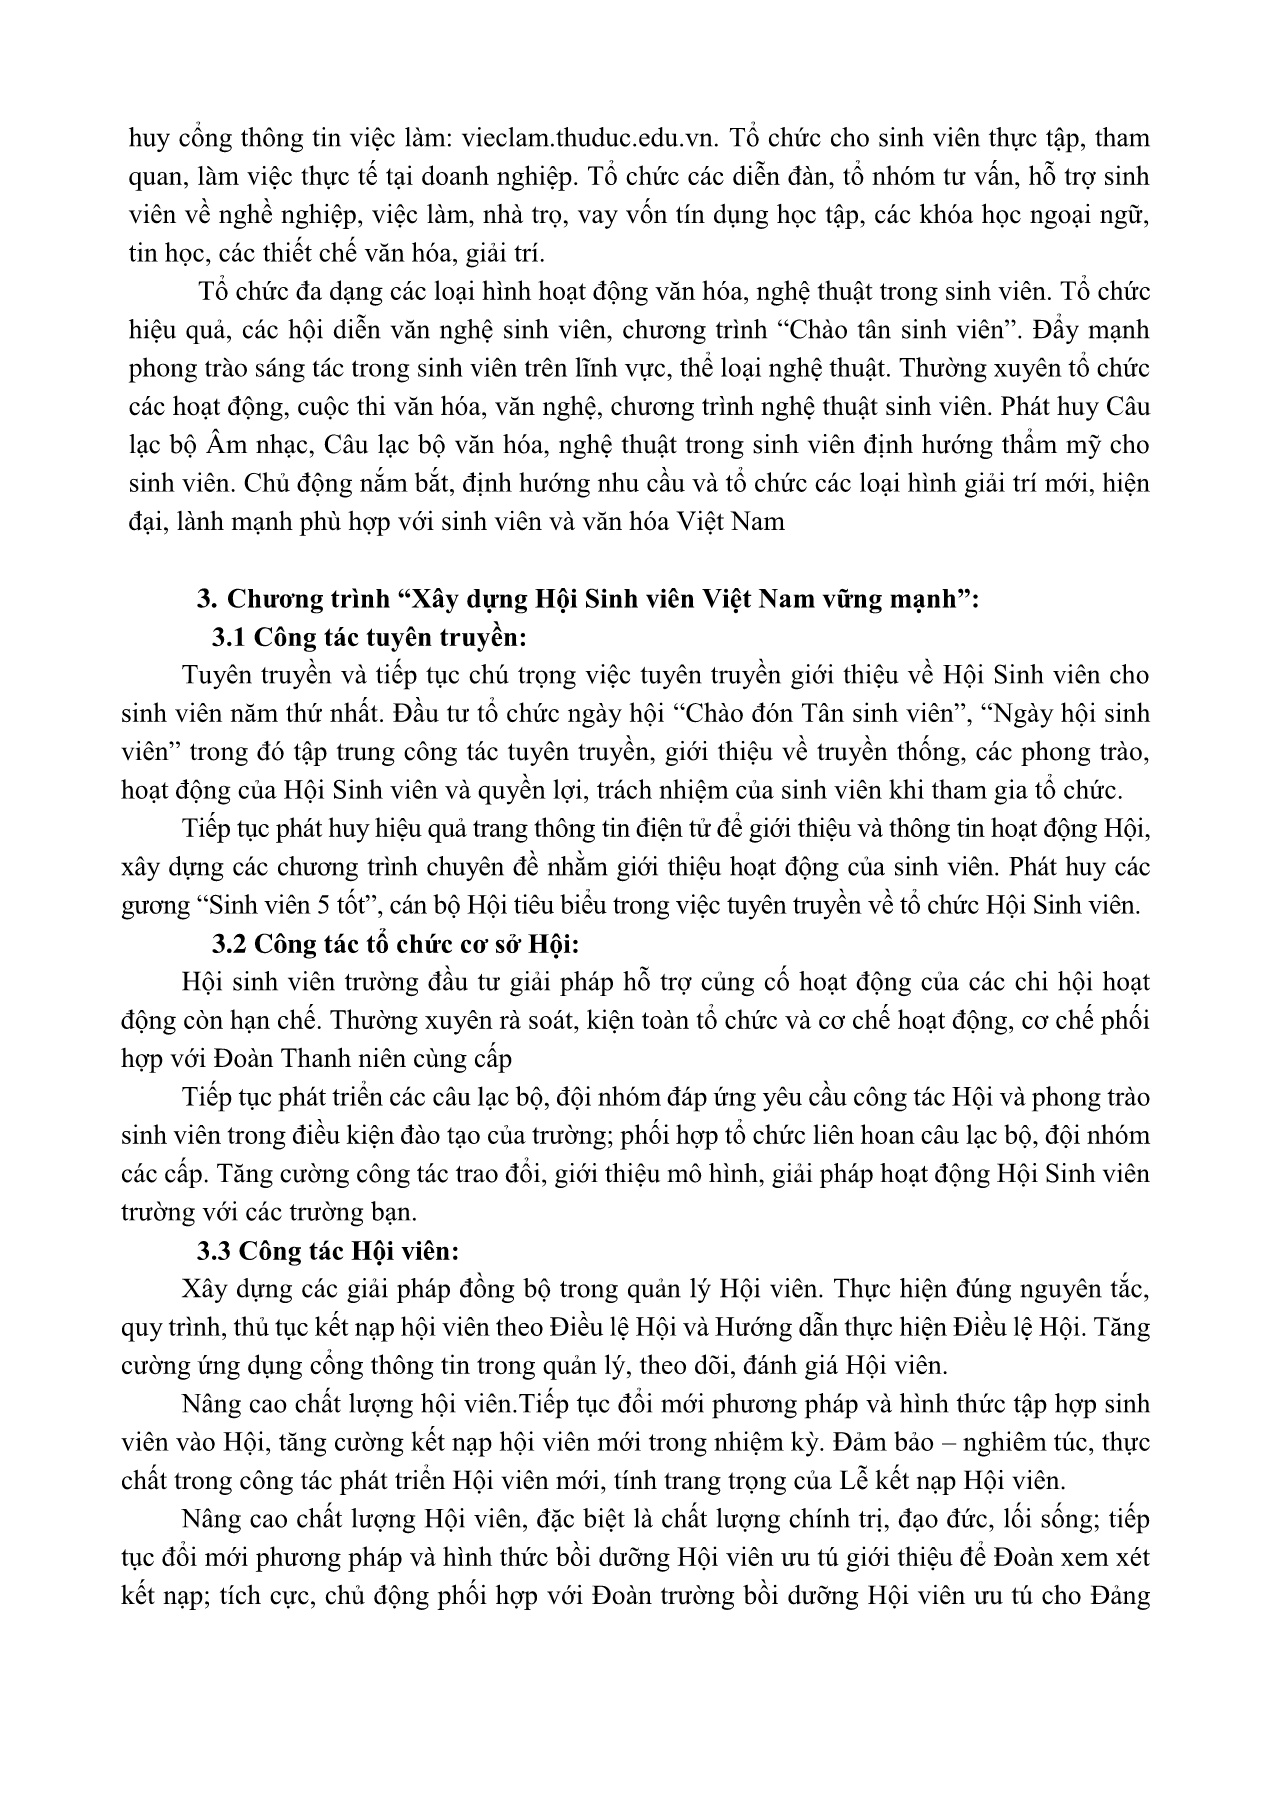 huy cổng thông tin việc làm: vieclam.thuduc.edu.vn. Tổ chức cho sinh viên thực tập, tham
quan, làm việc thực tế tại doanh nghiệp. Tổ chức các diễn đàn, tổ nhóm tư vấn, hỗ trợ sinh
viên về nghề nghiệp, việc làm, nhà trọ, vay vốn tín dụng học tập, các khóa học ngoại ngữ,
tin học, các thiết chế văn hóa, giải trí.
Tổ chức đa dạng các loại hình hoạt động văn hóa, nghệ thuật trong sinh viên. Tổ chức
hiệu quả, các hội diễn văn nghệ sinh viên, chương trình “Chào tân sinh viên”. Đẩy mạnh
phong trào sáng tác trong sinh viên trên lĩnh vực, thể loại nghệ thuật. Thường xuyên tổ chức
các hoạt động, cuộc thi văn hóa, văn nghệ, chương trình nghệ thuật sinh viên. Phát huy Câu
lạc bộ Âm nhạc, Câu lạc bộ văn hóa, nghệ thuật trong sinh viên định hướng thẩm mỹ cho
sinh viên. Chủ động nắm bắt, định hướng nhu cầu và tổ chức các loại hình giải trí mới, hiện
đại, lành mạnh phù hợp với sinh viên và văn hóa Việt Nam
3. Chương trình “Xây dựng Hội Sinh viên Việt Nam vững mạnh”:
3.1 Công tác tuyên truyền:
Tuyên truyền và tiếp tục chú trọng việc tuyên truyền giới thiệu về Hội Sinh viên cho
sinh viên năm thứ nhất. Đầu tư tổ chức ngày hội “Chào đón Tân sinh viên”, “Ngày hội sinh
viên” trong đó tập trung công tác tuyên truyền, giới thiệu về truyền thống, các phong trào,
hoạt động của Hội Sinh viên và quyền lợi, trách nhiệm của sinh viên khi tham gia tổ chức.
Tiếp tục phát huy hiệu quả trang thông tin điện tử để giới thiệu và thông tin hoạt động Hội,
xây dựng các chương trình chuyên đề nhằm giới thiệu hoạt động của sinh viên. Phát huy các
gương “Sinh viên 5 tốt”, cán bộ Hội tiêu biểu trong việc tuyên truyền về tổ chức Hội Sinh viên.
3.2 Công tác tổ chức cơ sở Hội:
Hội sinh viên trường đầu tư giải pháp hỗ trợ củng cố hoạt động của các chi hội hoạt
động còn hạn chế. Thường xuyên rà soát, kiện toàn tổ chức và cơ chế hoạt động, cơ chế phối
hợp với Đoàn Thanh niên cùng cấp
Tiếp tục phát triển các câu lạc bộ, đội nhóm đáp ứng yêu cầu công tác Hội và phong trào
sinh viên trong điều kiện đào tạo của trường; phối hợp tổ chức liên hoan câu lạc bộ, đội nhóm
các cấp. Tăng cường công tác trao đổi, giới thiệu mô hình, giải pháp hoạt động Hội Sinh viên
trường với các trường bạn.
3.3 Công tác Hội viên:
Xây dựng các giải pháp đồng bộ trong quản lý Hội viên. Thực hiện đúng nguyên tắc,
quy trình, thủ tục kết nạp hội viên theo Điều lệ Hội và Hướng dẫn thực hiện Điều lệ Hội. Tăng
cường ứng dụng cổng thông tin trong quản lý, theo dõi, đánh giá Hội viên.
Nâng cao chất lượng hội viên.Tiếp tục đổi mới phương pháp và hình thức tập hợp sinh
viên vào Hội, tăng cường kết nạp hội viên mới trong nhiệm kỳ. Đảm bảo – nghiêm túc, thực
chất trong công tác phát triển Hội viên mới, tính trang trọng của Lễ kết nạp Hội viên.
Nâng cao chất lượng Hội viên, đặc biệt là chất lượng chính trị, đạo đức, lối sống; tiếp
tục đổi mới phương pháp và hình thức bồi dưỡng Hội viên ưu tú giới thiệu để Đoàn xem xét
kết nạp; tích cực, chủ động phối hợp với Đoàn trường bồi dưỡng Hội viên ưu tú cho Đảng